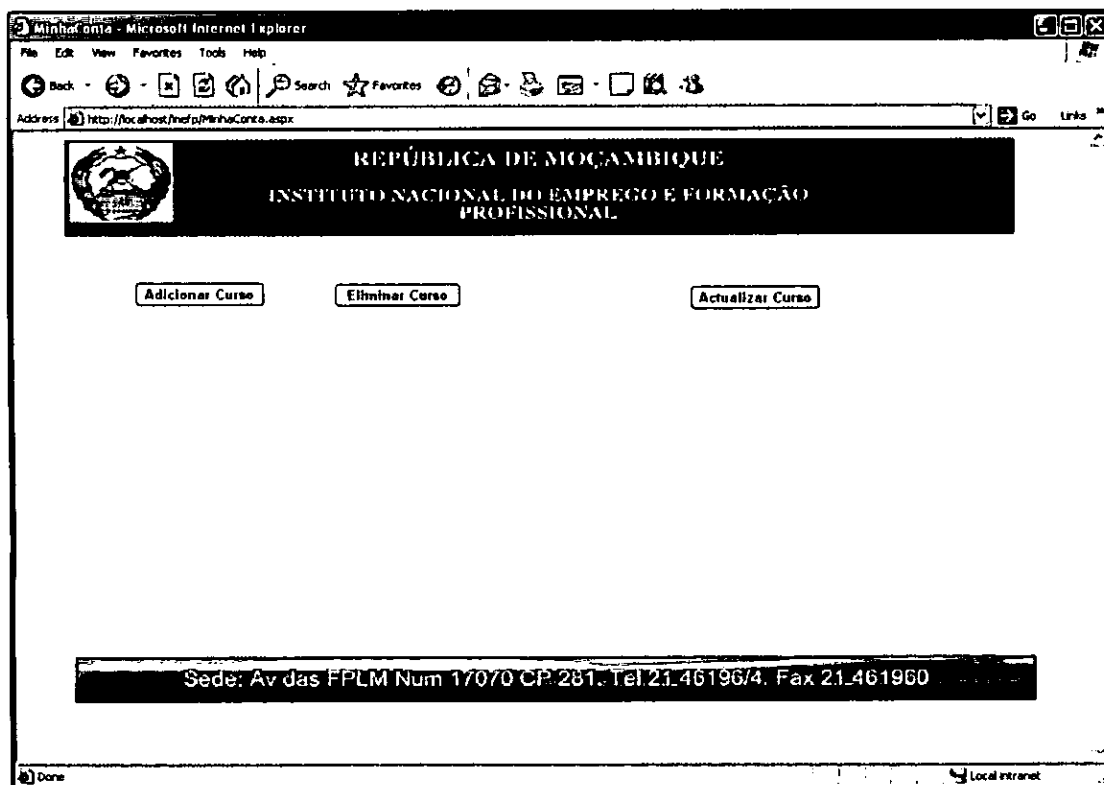 MinhaConta - Microsoft Internet Explorer
File Edit View Favorites Tools Help
Back Search Favorites
Address http://localhost/inefp/MinhaConta.aspx Go Links »
REPÚBLICA DE MOÇAMBIQUE
INSTITUTO NACIONAL DO EMPREGO E FORMAÇÃO
PROFISSIONAL
Adicionar Curso Eliminar Curso Actualizar Curso
Sede: Av das FPLM Num 17070 CP 281. Tel 21 46196/4. Fax 21 461960
Done Local intranet